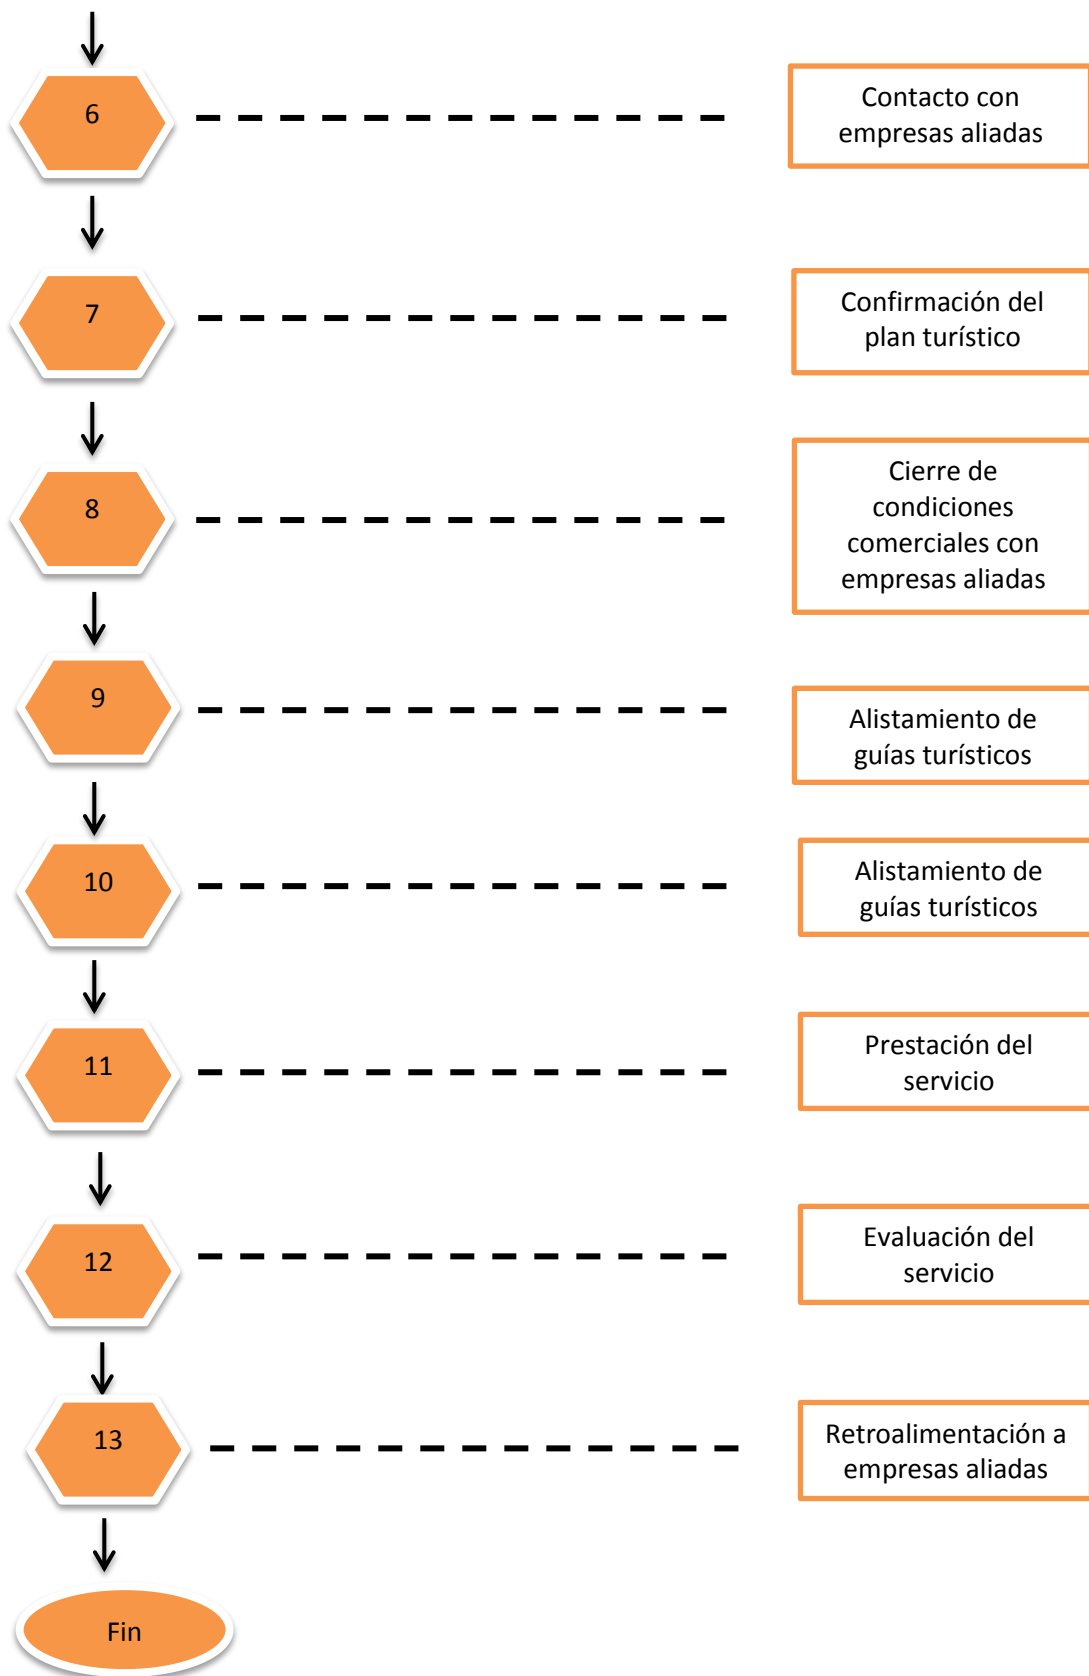 6
Contacto con
empresas aliadas
7
Confirmación del
plan turístico
8
Cierre de
condiciones
comerciales con
empresas aliadas
9
Alistamiento de
guías turísticos
10
Alistamiento de
guías turísticos
11
Prestación del
servicio
12
Evaluación del
servicio
13
Retroalimentación a
empresas aliadas
Fin